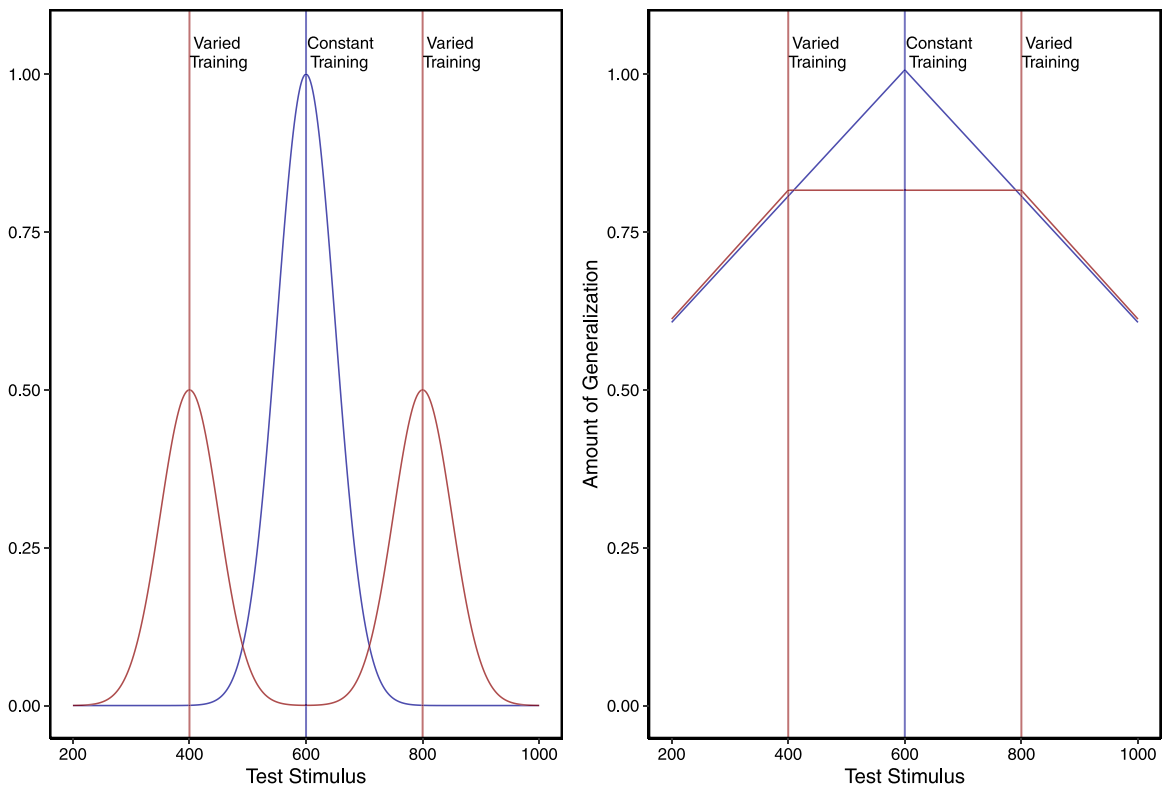 Varied
Training
Constant
Training
Varied
Training
1.00
0.75
0.50
0.25
0.00
200
400
600
800
1000
Test Stimulus
Varied
Training
Constant
Training
Varied
Training
Amount of Generalization
1.00
0.75
0.50
0.25
0.00
200
400
600
800
1000
Test Stimulus